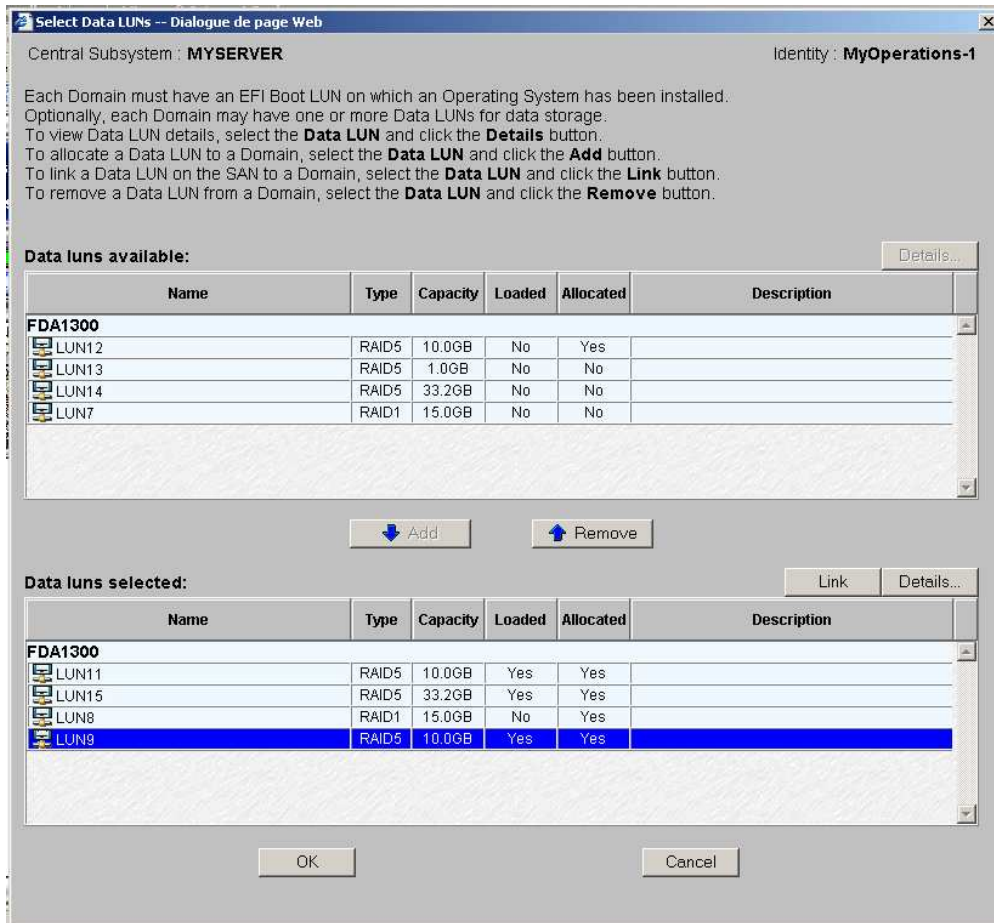 Select Data LUNs -- Dialogue de page Web
Central Subsystem : MYSERVER Identity : MyOperations-1
Each Domain must have an EFI Boot LUN on which an Operating System has been installed.
Optionally, each Domain may have one or more Data LUNs for data storage.
To view Data LUN details, select the Data LUN and click the Details button.
To allocate a Data LUN to a Domain, select the Data LUN and click the Add button.
To link a Data LUN on the SAN to a Domain, select the Data LUN and click the Link button.
To remove a Data LUN from a Domain, select the Data LUN and click the Remove button.
Data luns available: Details...
Name Type Capacity Loaded Allocated Description
FDA1300
LUN12 RAID5 10.0GB No Yes
LUN13 RAID5 1.0GB No No
LUN14 RAID5 33.2GB No No
LUN7 RAID1 15.0GB No No
Add Remove
Data luns selected: Link Details...
Name Type Capacity Loaded Allocated Description
FDA1300
LUN11 RAID5 10.0GB Yes Yes
LUN15 RAID5 33.2GB Yes Yes
LUN8 RAID1 15.0GB No Yes
LUN9 RAID5 10.0GB Yes Yes
OK Cancel